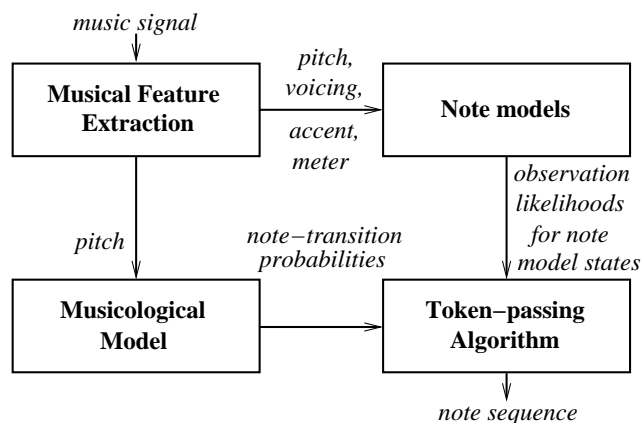 music signal
Musical Feature
Extraction
pitch,
voicing,
accent,
meter
Note models
observation
likelihoods
for note
model states
pitch
note−transition
probabilities
Musicological
Model
Token−passing
Algorithm
note sequence